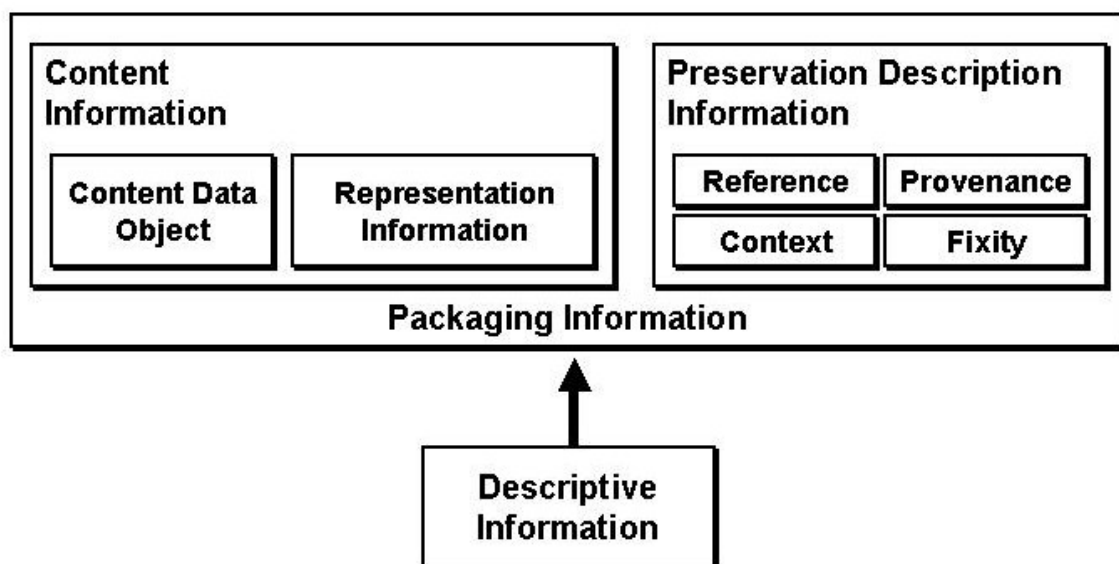 Content
Information
Content Data
Object
Representation
Information
Preservation Description
Information
Reference
Provenance
Context
Fixity
Packaging Information
Descriptive
Information